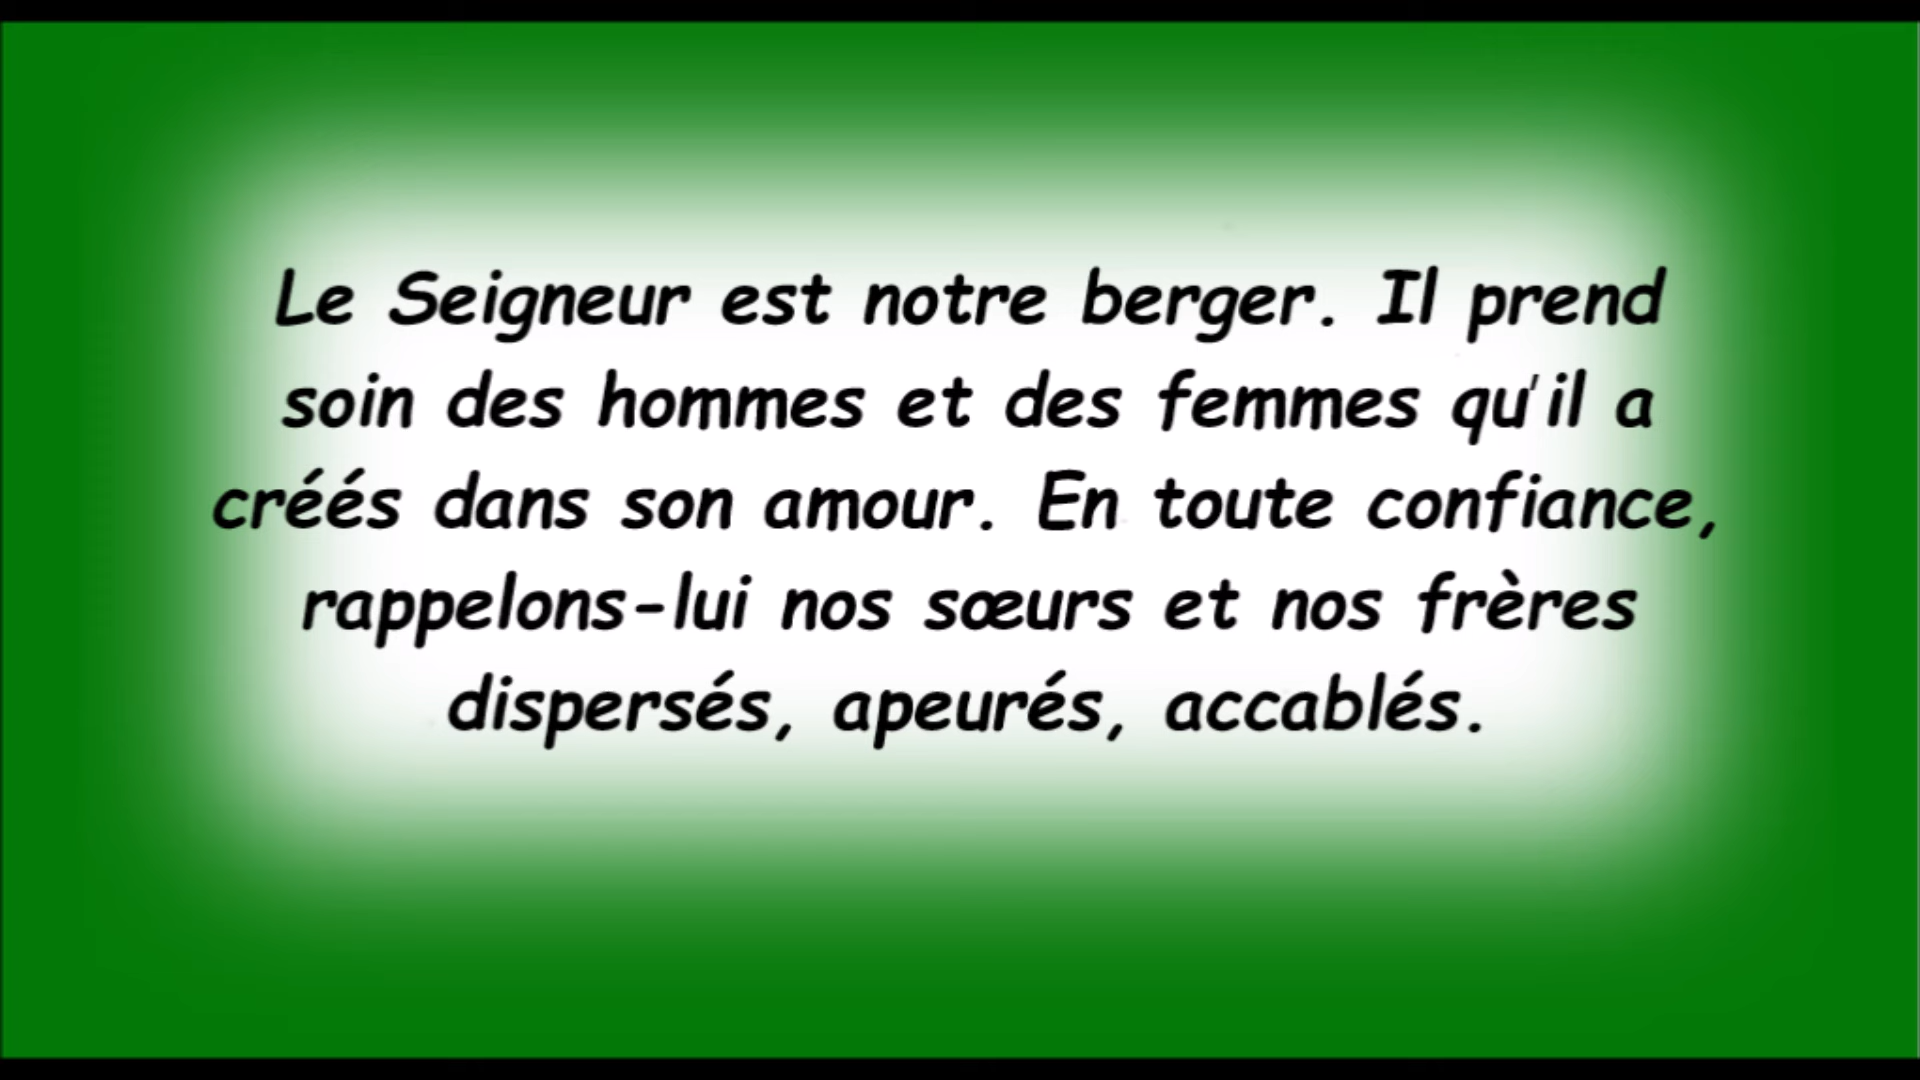 Le Seigneur est notre berger. Il prend
soin des hommes et des femmes qu'il a
créés dans son amour. En toute confiance,
rappelons-lui nos sœurs et nos frères
dispersés, apeurés, accablés.